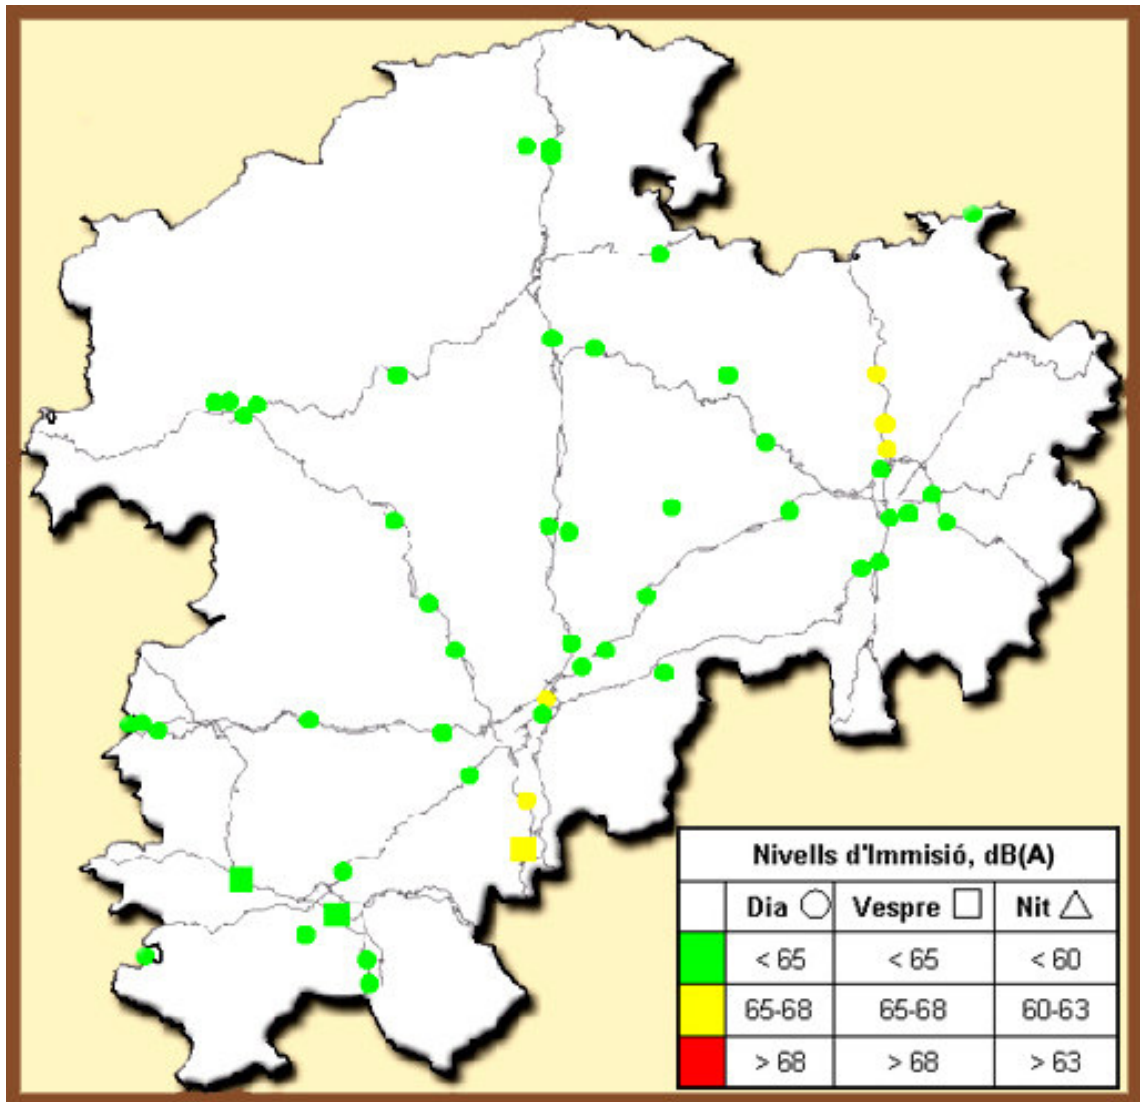 Nivells d'Immisió, dB(A)
Dia Vespre Nit
< 65 < 65 < 60
65-68 65-68 60-63
> 68 > 68 > 63